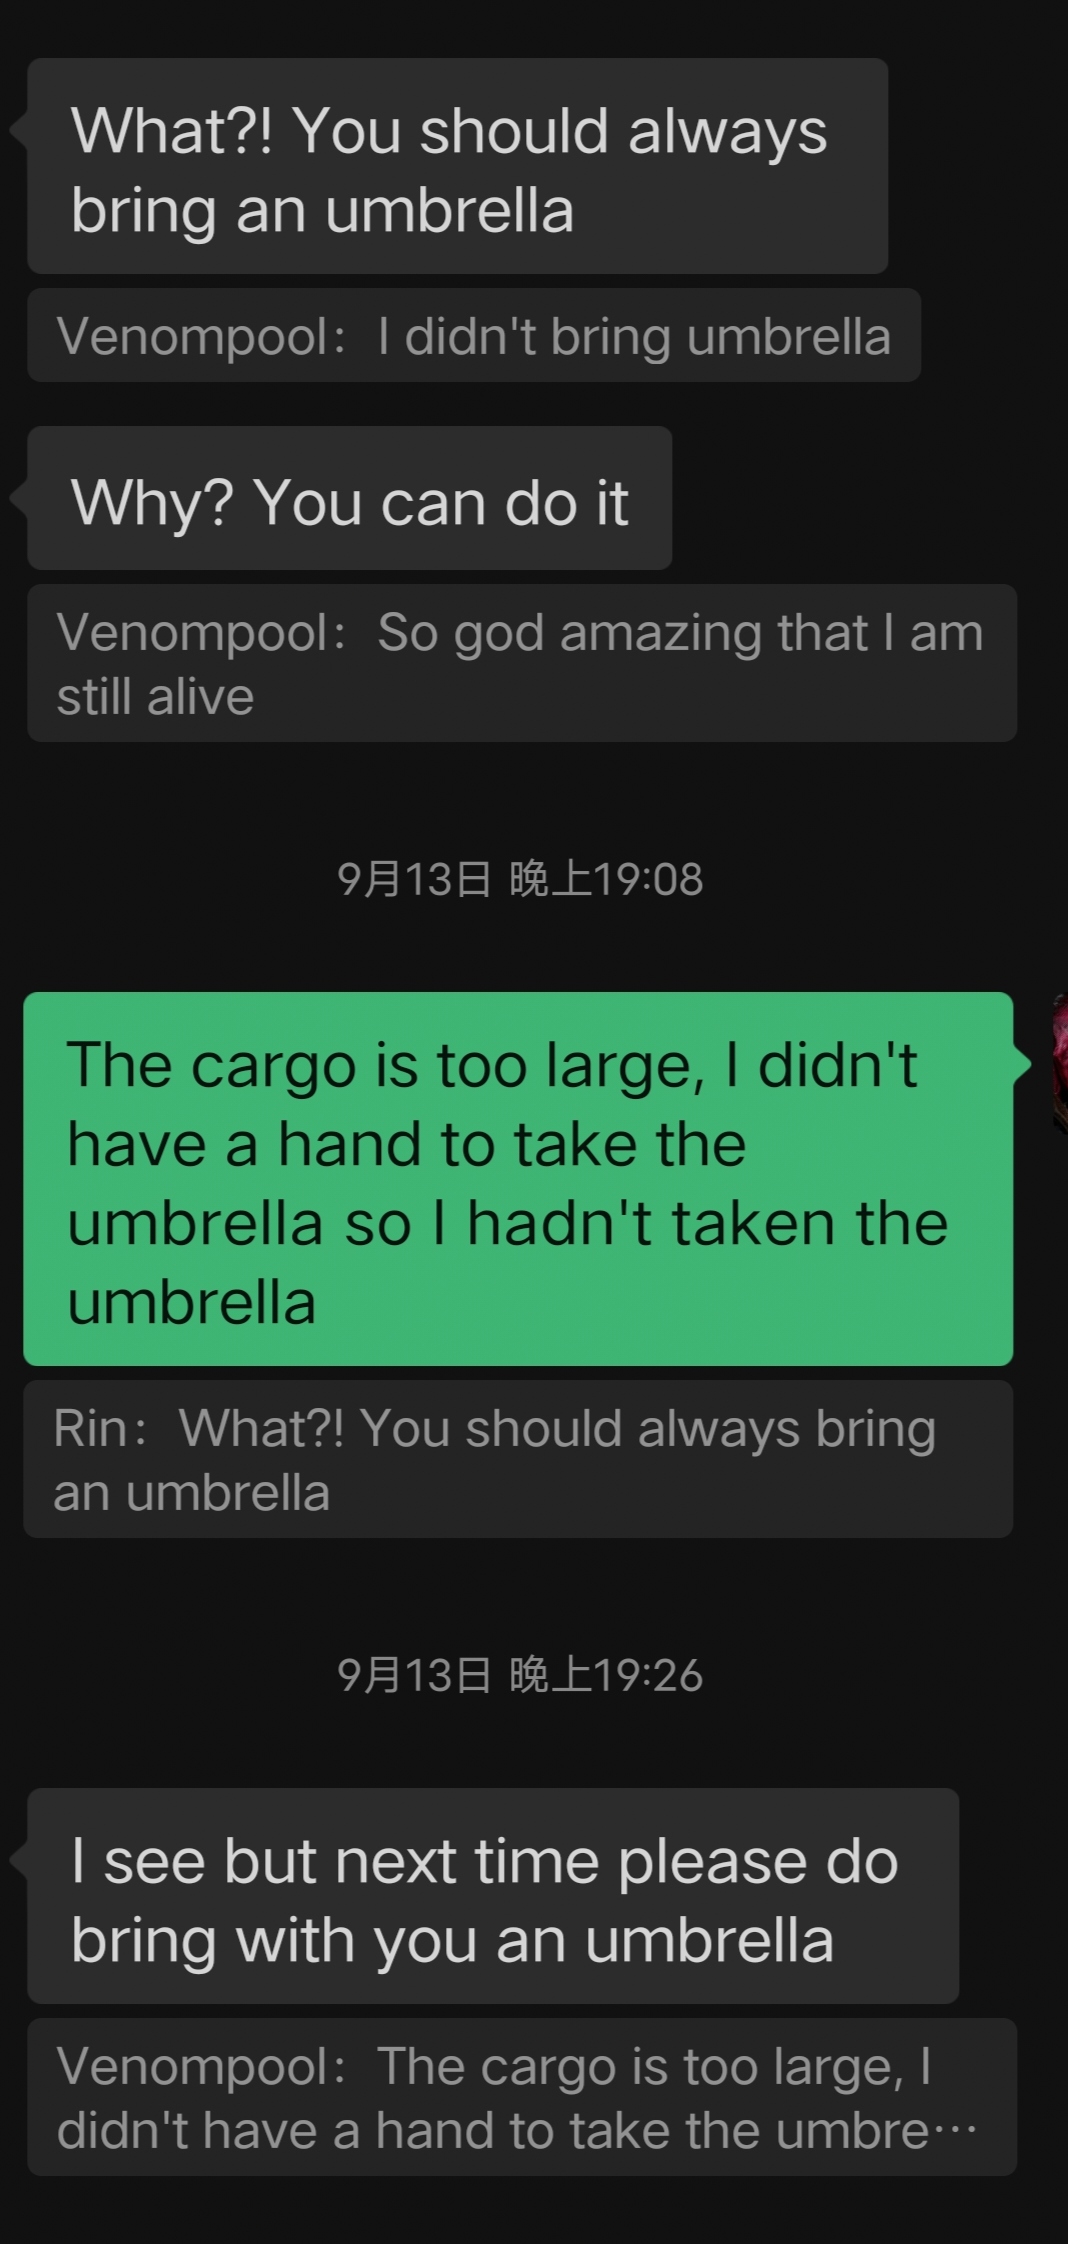 What?! You should always
bring an umbrella
Venompool：I didn't bring umbrella
Why? You can do it
Venompool：So god amazing that I am
still alive
9月13日 晚上19:08
The cargo is too large, I didn't
have a hand to take the
umbrella so I hadn't taken the
umbrella
Rin：What?! You should always bring
an umbrella
9月13日 晚上19:26
I see but next time please do
bring with you an umbrella
Venompool：The cargo is too large, I
didn't have a hand to take the umbre…